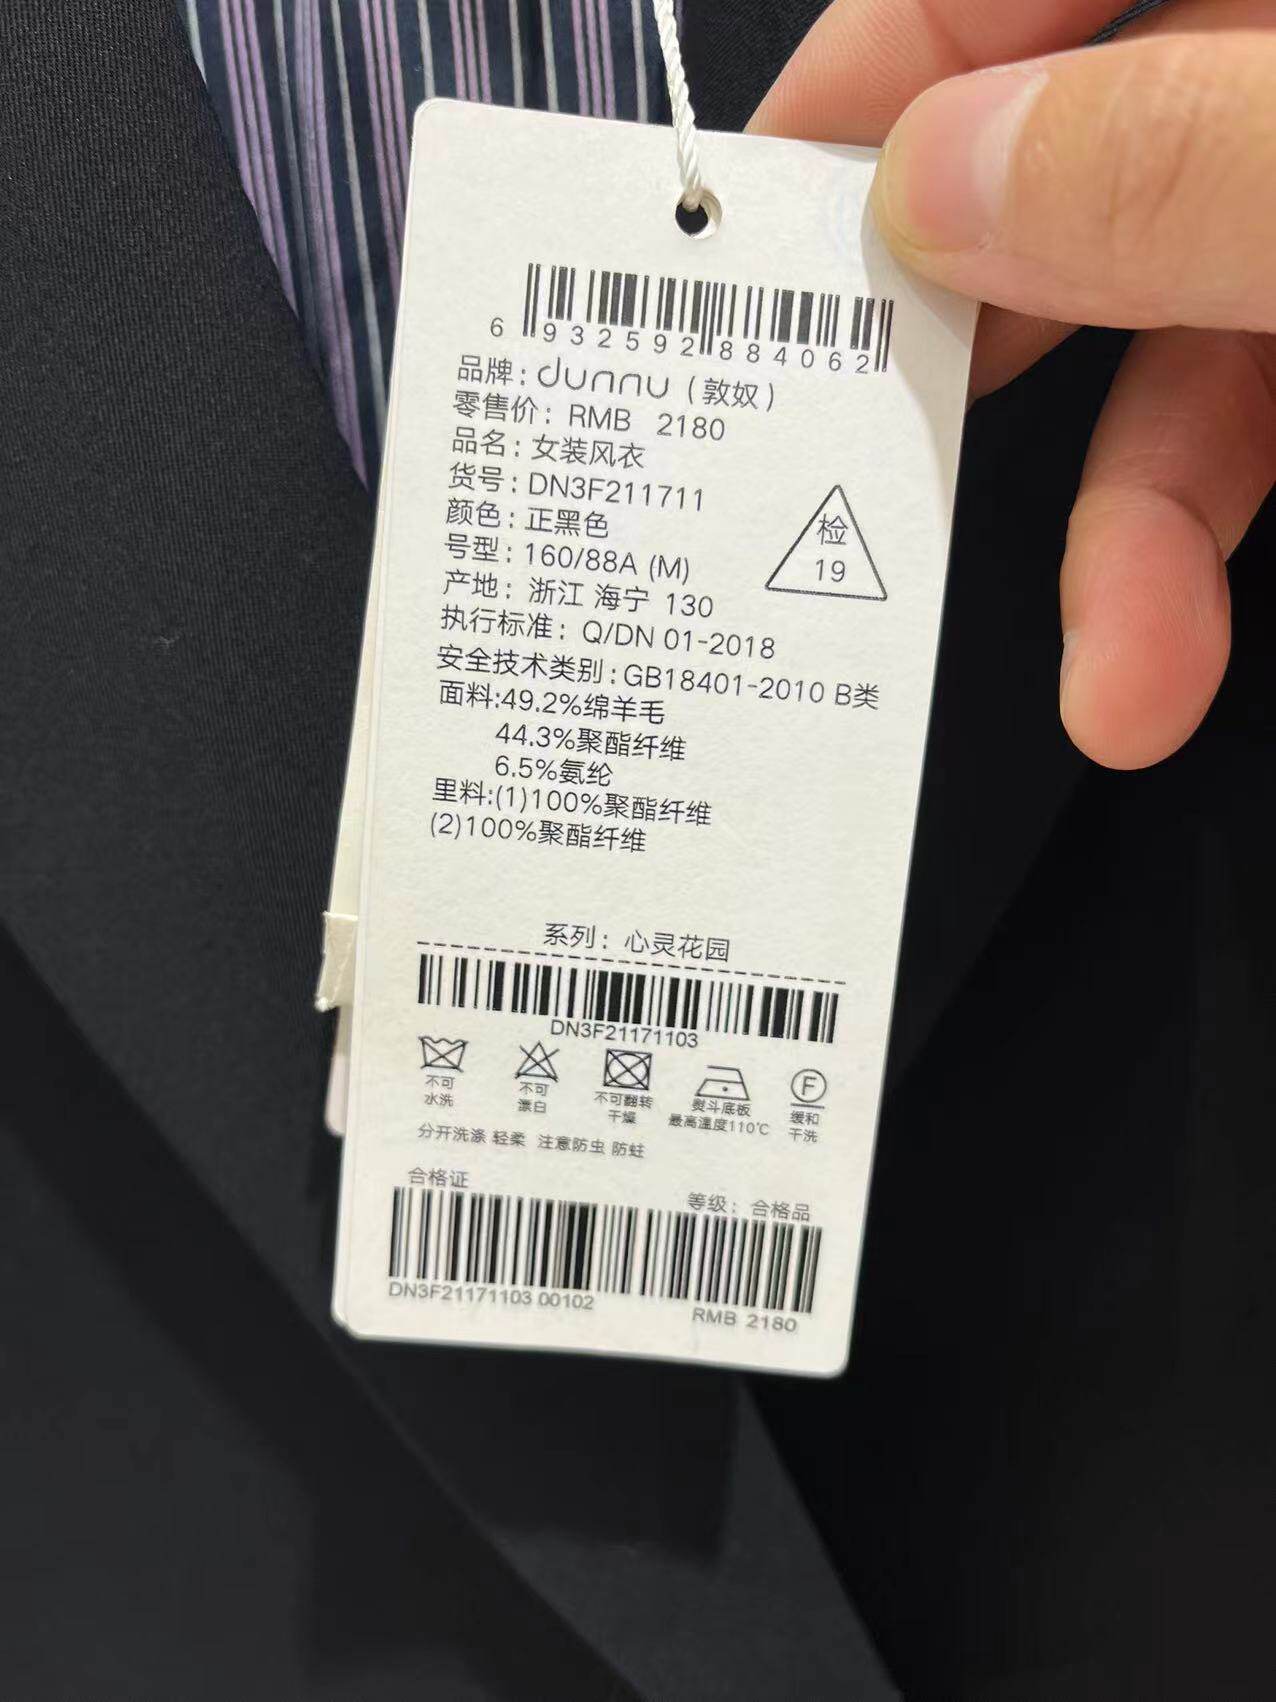 6 932592 884062
品牌：dunnu（敦奴）
零售价：RMB 2180
品名：女装风衣
货号：DN3F211711
颜色：正黑色
号型：160/88A (M)
检
19
产地：浙江 海宁 130
执行标准：Q/DN 01-2018
安全技术类别：GB18401-2010 B类
面料:49.2%绵羊毛
44.3%聚酯纤维
6.5%氨纶
里料:(1)100%聚酯纤维
(2)100%聚酯纤维
系列：心灵花园
DN3F21171103
不可水洗
不可漂白
不可翻转干燥
熨斗底板最高温度110℃
F
缓和干洗
分开洗涤 轻柔 注意防虫 防蛀
合格证
等级：合格品
DN3F21171103 00102
RMB 2180